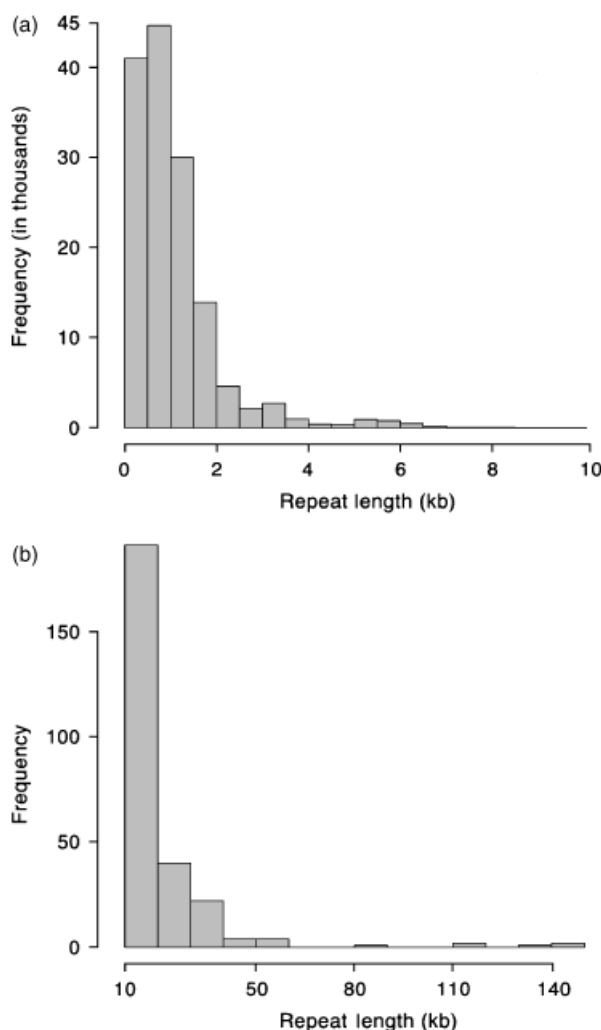 (a)
45
40
30
20
10
0
Frequency (in thousands)
0 2 4 6 8 10
Repeat length (kb)
(b)
150
100
50
0
Frequency
10 50 80 110 140
Repeat length (kb)